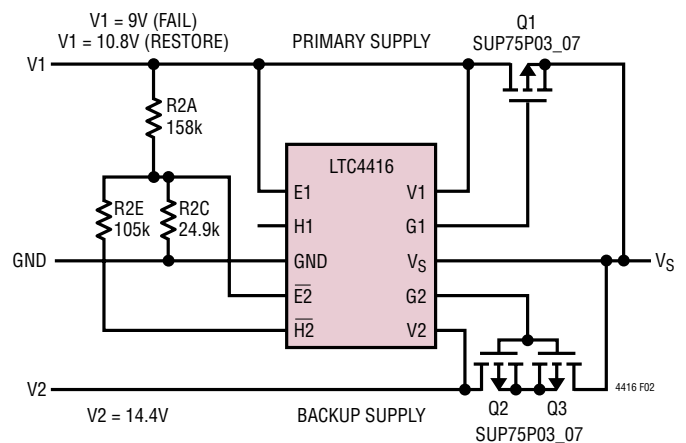 V1 = 9V (FAIL)
V1 = 10.8V (RESTORE)
PRIMARY SUPPLY
Q1
SUP75P03_07
V1
R2A
158k
LTC4416
R2E
105k
R2C
24.9k
E1
V1
H1
G1
GND
GND
VS
VS
E2
G2
H2
V2
V2
V2 = 14.4V
BACKUP SUPPLY
Q2
Q3
SUP75P03_07
4416 F02